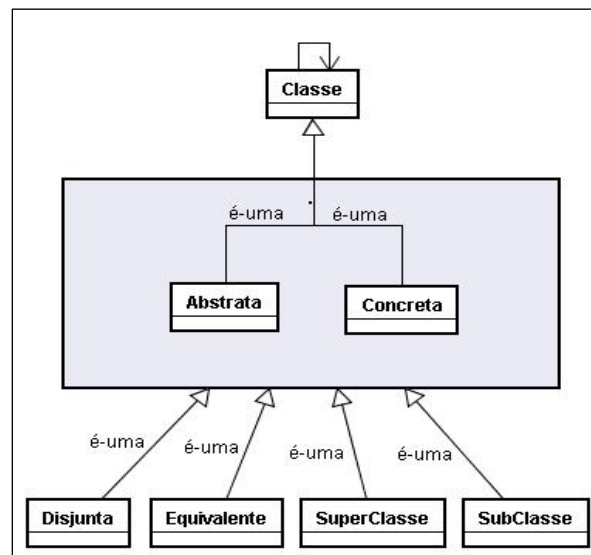 Classe
é-uma é-uma
Abstrata
Concreta
é-uma
é-uma
é-uma
é-uma
Disjunta Equivalente SuperClasse SubClasse